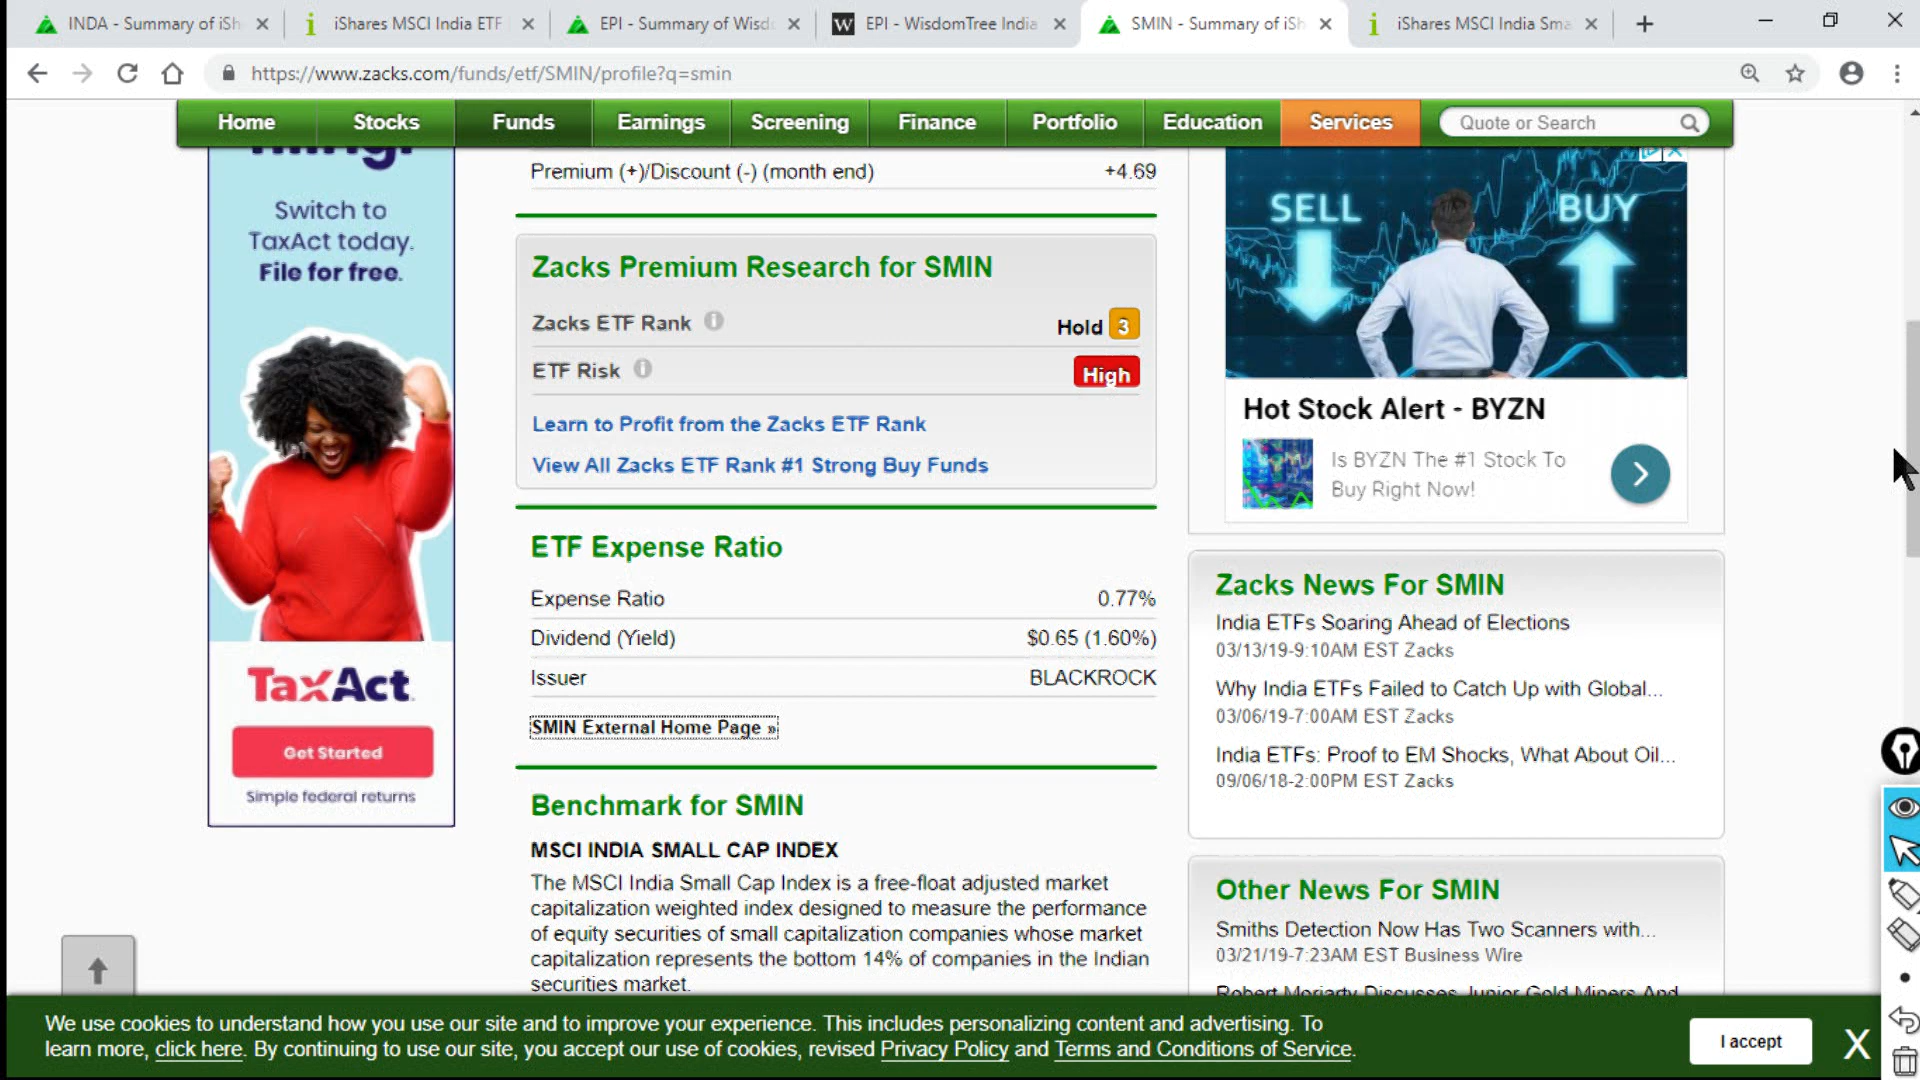 INDA - Summary of iSh
iShares MSCI India ETF
EPI - Summary of Wisd
W
EPI - WisdomTree India
SMIN - Summary of iSh
iShares MSCI India Sma
https://www.zacks.com/funds/etf/SMIN/profile?q=smin
Home
Stocks
Funds
Earnings
Screening
Finance
Portfolio
Education
Services
Quote or Search
Switch to
TaxAct today.
File for free.
TaxAct
Get Started
Simple federal returns
Premium (+)/Discount (-) (month end) +4.69
Zacks Premium Research for SMIN
Zacks ETF Rank Hold 3
ETF Risk High
Learn to Profit from the Zacks ETF Rank
View All Zacks ETF Rank #1 Strong Buy Funds
ETF Expense Ratio
Expense Ratio 0.77%
Dividend (Yield) $0.65 (1.60%)
Issuer BLACKROCK
SMIN External Home Page »
Benchmark for SMIN
MSCI INDIA SMALL CAP INDEX
The MSCI India Small Cap Index is a free-float adjusted market
capitalization weighted index designed to measure the performance
of equity securities of small capitalization companies whose market
capitalization represents the bottom 14% of companies in the Indian
securities market.
SELL
BUY
Hot Stock Alert - BYZN
Is BYZN The #1 Stock To
Buy Right Now!
Zacks News For SMIN
India ETFs Soaring Ahead of Elections
03/13/19-9:10AM EST Zacks
Why India ETFs Failed to Catch Up with Global...
03/06/19-7:00AM EST Zacks
India ETFs: Proof to EM Shocks, What About Oil...
09/06/18-2:00PM EST Zacks
Other News For SMIN
Smiths Detection Now Has Two Scanners with...
03/21/19-7:23AM EST Business Wire
Robert Moriarty Discusses Junior Gold Miners And
We use cookies to understand how you use our site and to improve your experience. This includes personalizing content and advertising. To
learn more, click here. By continuing to use our site, you accept our use of cookies, revised Privacy Policy and Terms and Conditions of Service.
I accept
X